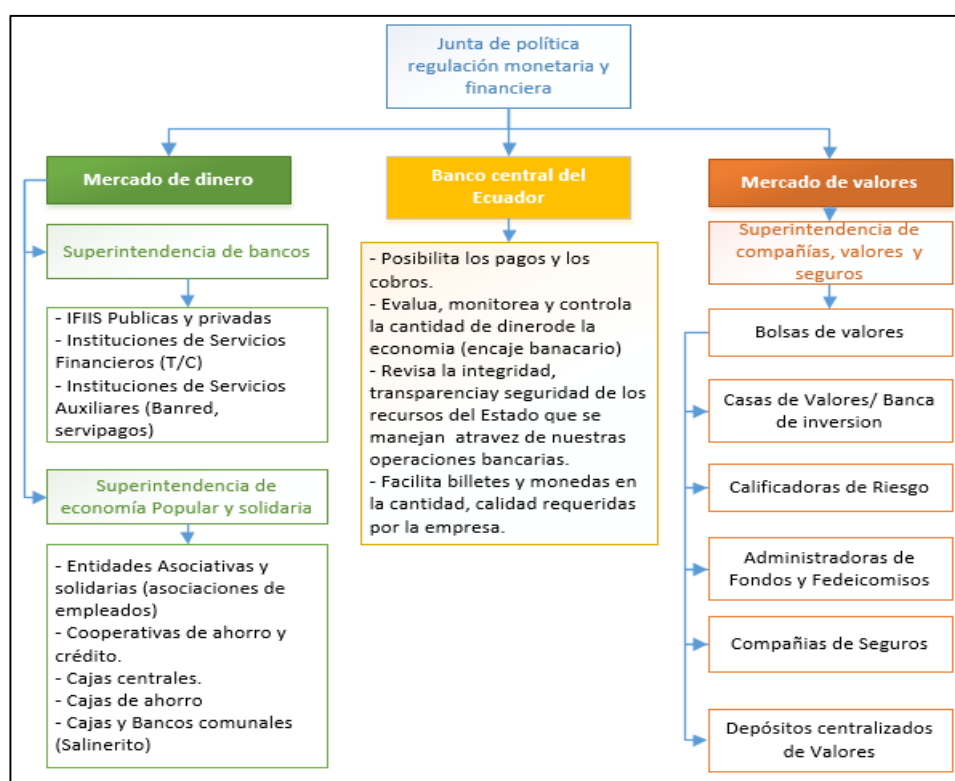 Junta de política
regulación monetaria y
financiera
Mercado de dinero
Banco central del
Ecuador
Mercado de valores
Superintendencia de bancos
- IFIIS Publicas y privadas
- Instituciones de Servicios
Financieros (T/C)
- Instituciones de Servicios
Auxiliares (Banred,
servipagos)
Superintendencia de
economía Popular y solidaria
- Entidades Asociativas y
solidarias (asociaciones de
empleados)
- Cooperativas de ahorro y
crédito.
- Cajas centrales.
- Cajas de ahorro
- Cajas y Bancos comunales
(Salinerito)
- Posibilita los pagos y los
cobros.
- Evalua, monitorea y controla
la cantidad de dinerode la
economia (encaje banacario)
- Revisa la integridad,
transparenciay seguridad de los
recursos del Estado que se
manejan atravez de nuestras
operaciones bancarias.
- Facilita billetes y monedas en
la cantidad, calidad requeridas
por la empresa.
Superintendencia de
compañías, valores y
seguros
Bolsas de valores
Casas de Valores/ Banca
de inversion
Calificadoras de Riesgo
Administradoras de
Fondos y Fedeicomisos
Compañias de Seguros
Depósitos centralizados
de Valores